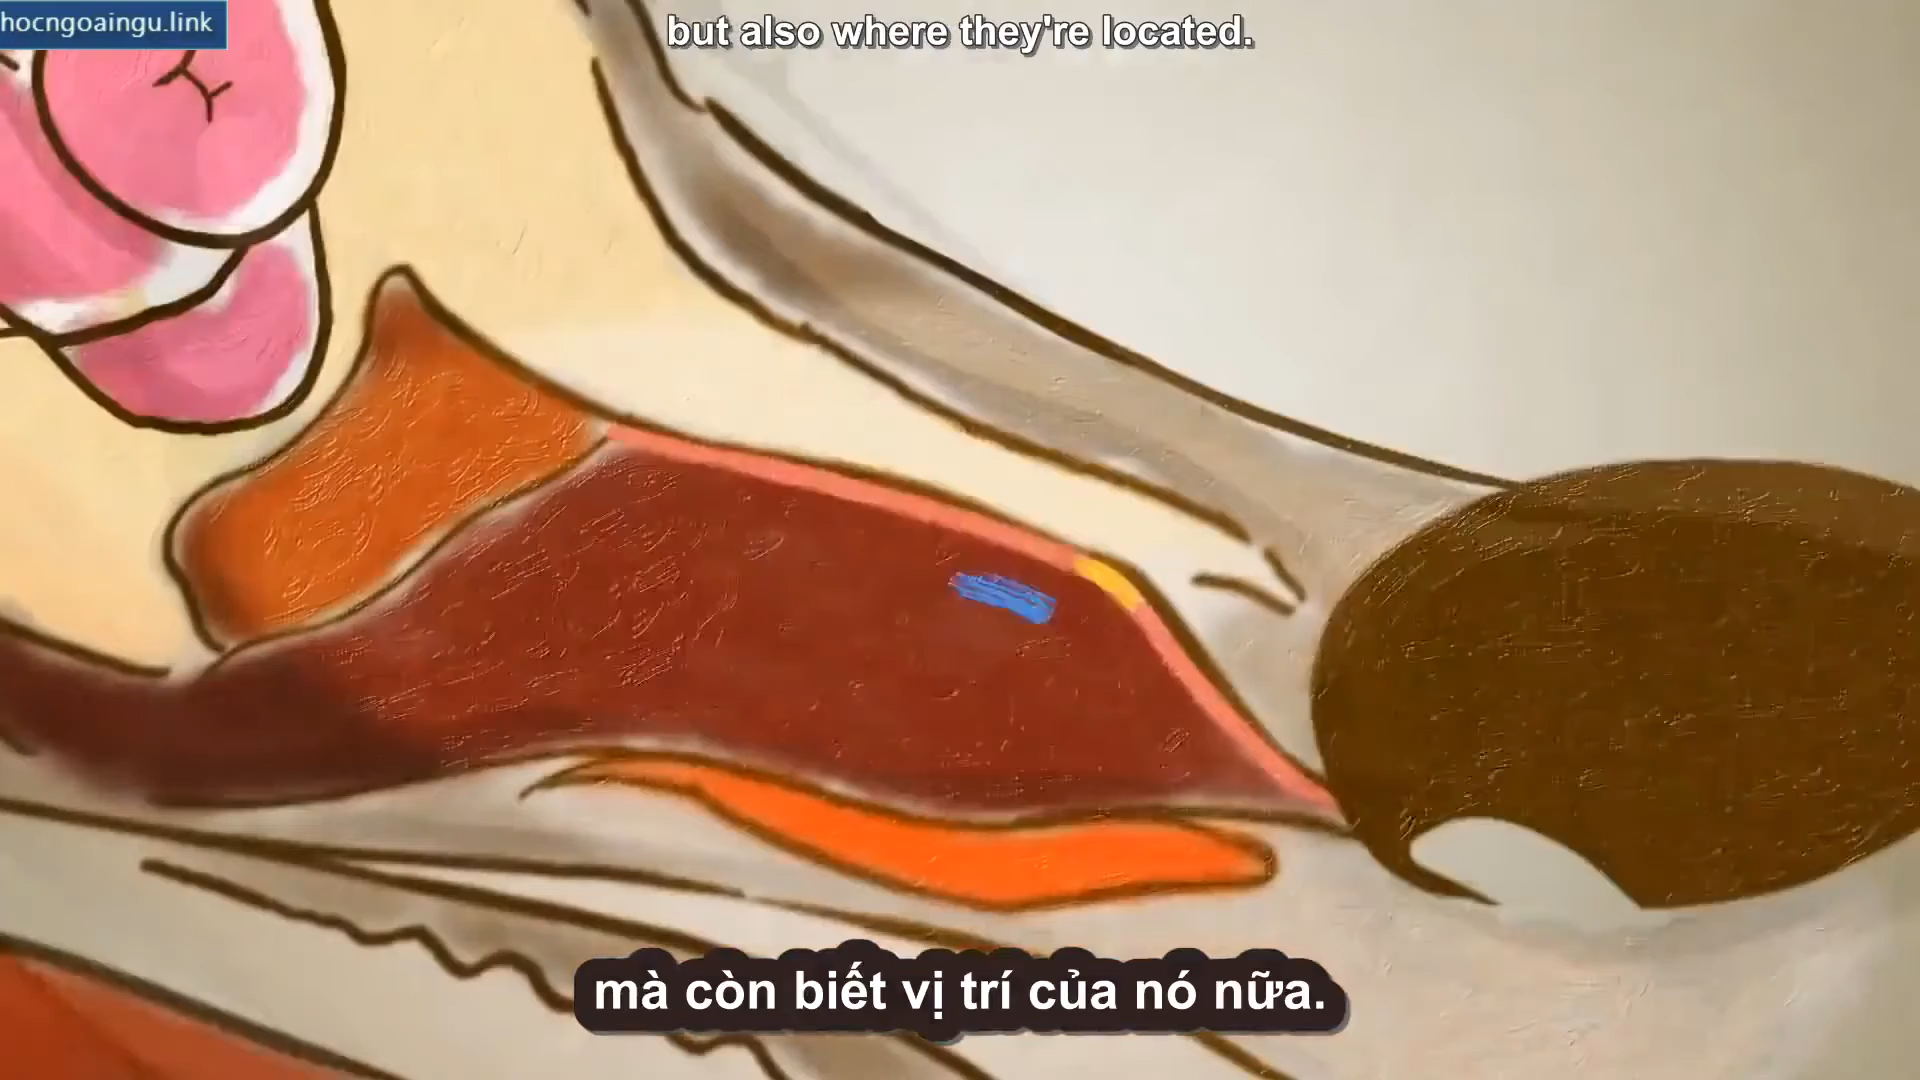 hocngoaingu.link
but also where they're located.
mà còn biết vị trí của nó nữa.